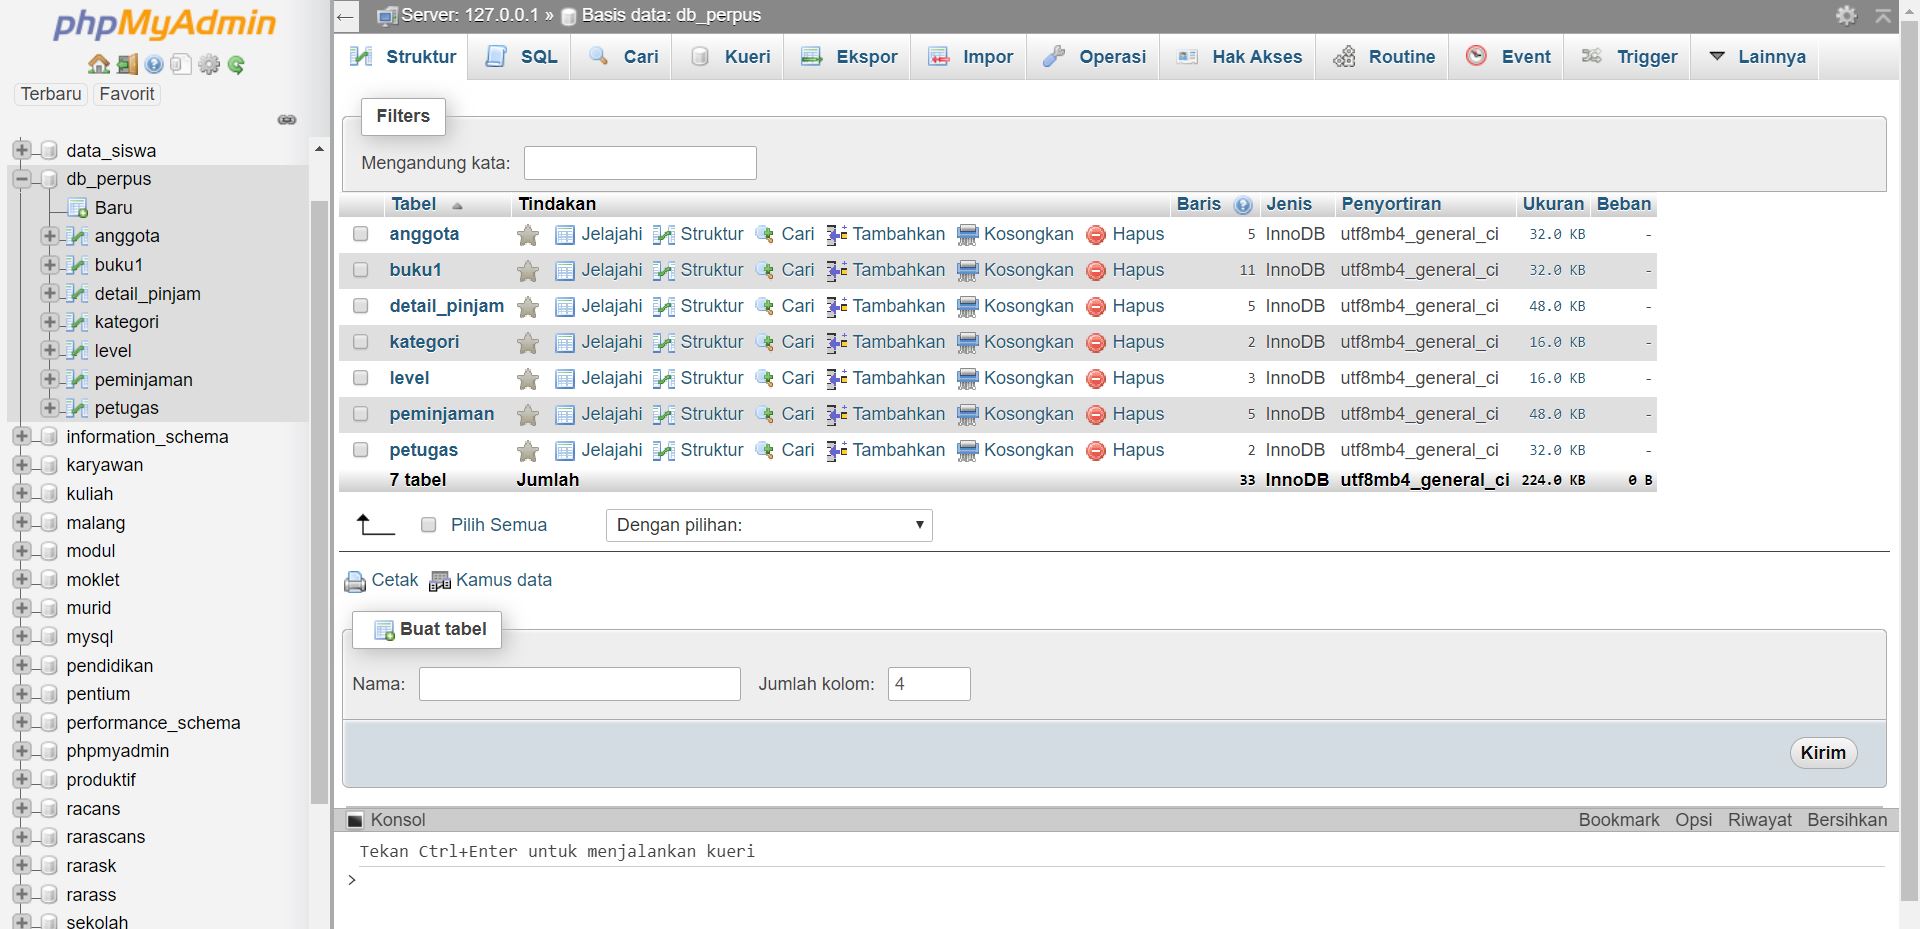 phpMyAdmin
Terbaru Favorit
data_siswa
db_perpus
Baru
anggota
buku1
detail_pinjam
kategori
level
peminjaman
petugas
information_schema
karyawan
kuliah
malang
modul
moklet
murid
mysql
pendidikan
pentium
performance_schema
phpmyadmin
produktif
racans
rarascans
rarask
rarass
sekolah
Server: 127.0.0.1 » Basis data: db_perpus
Struktur SQL Cari Kueri Ekspor Impor Operasi Hak Akses Routine Event Trigger Lainnya
Filters
Mengandung kata:
Tabel Tindakan Baris Jenis Penyortiran Ukuran Beban
anggota Jelajahi Struktur Cari Tambahkan Kosongkan Hapus 5 InnoDB utf8mb4_general_ci 32.0 KB -
buku1 Jelajahi Struktur Cari Tambahkan Kosongkan Hapus 11 InnoDB utf8mb4_general_ci 32.0 KB -
detail_pinjam Jelajahi Struktur Cari Tambahkan Kosongkan Hapus 5 InnoDB utf8mb4_general_ci 48.0 KB -
kategori Jelajahi Struktur Cari Tambahkan Kosongkan Hapus 2 InnoDB utf8mb4_general_ci 16.0 KB -
level Jelajahi Struktur Cari Tambahkan Kosongkan Hapus 3 InnoDB utf8mb4_general_ci 16.0 KB -
peminjaman Jelajahi Struktur Cari Tambahkan Kosongkan Hapus 5 InnoDB utf8mb4_general_ci 48.0 KB -
petugas Jelajahi Struktur Cari Tambahkan Kosongkan Hapus 2 InnoDB utf8mb4_general_ci 32.0 KB -
7 tabel Jumlah 33 InnoDB utf8mb4_general_ci 224.0 KB 0 B
Pilih Semua Dengan pilihan:
Cetak Kamus data
Buat tabel
Nama: Jumlah kolom: 4
Kirim
Konsol Bookmark Opsi Riwayat Bersihkan
Tekan Ctrl+Enter untuk menjalankan kueri
>